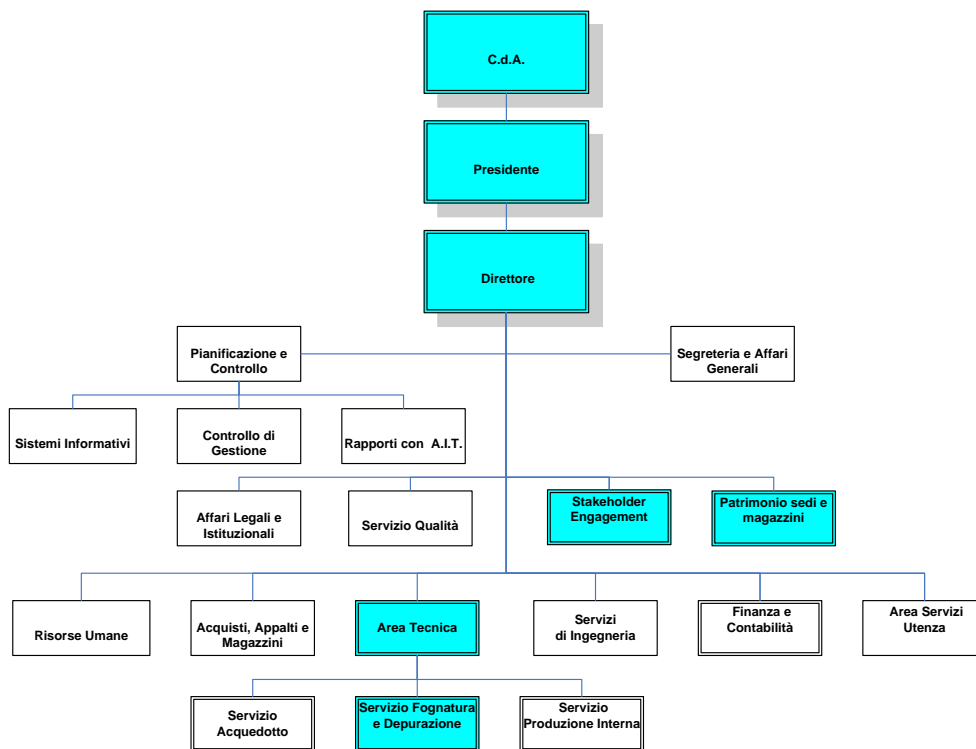 C.d.A.
Presidente
Direttore
Pianificazione e
Controllo
Segreteria e Affari
Generali
Sistemi Informativi
Controllo di
Gestione
Rapporti con A.I.T.
Affari Legali e
Istituzionali
Servizio Qualità
Stakeholder
Engagement
Patrimonio sedi e
magazzini
Risorse Umane
Acquisti, Appalti e
Magazzini
Area Tecnica
Servizi
di Ingegneria
Finanza e
Contabilità
Area Servizi
Utenza
Servizio
Acquedotto
Servizio Fognatura
e Depurazione
Servizio
Produzione Interna